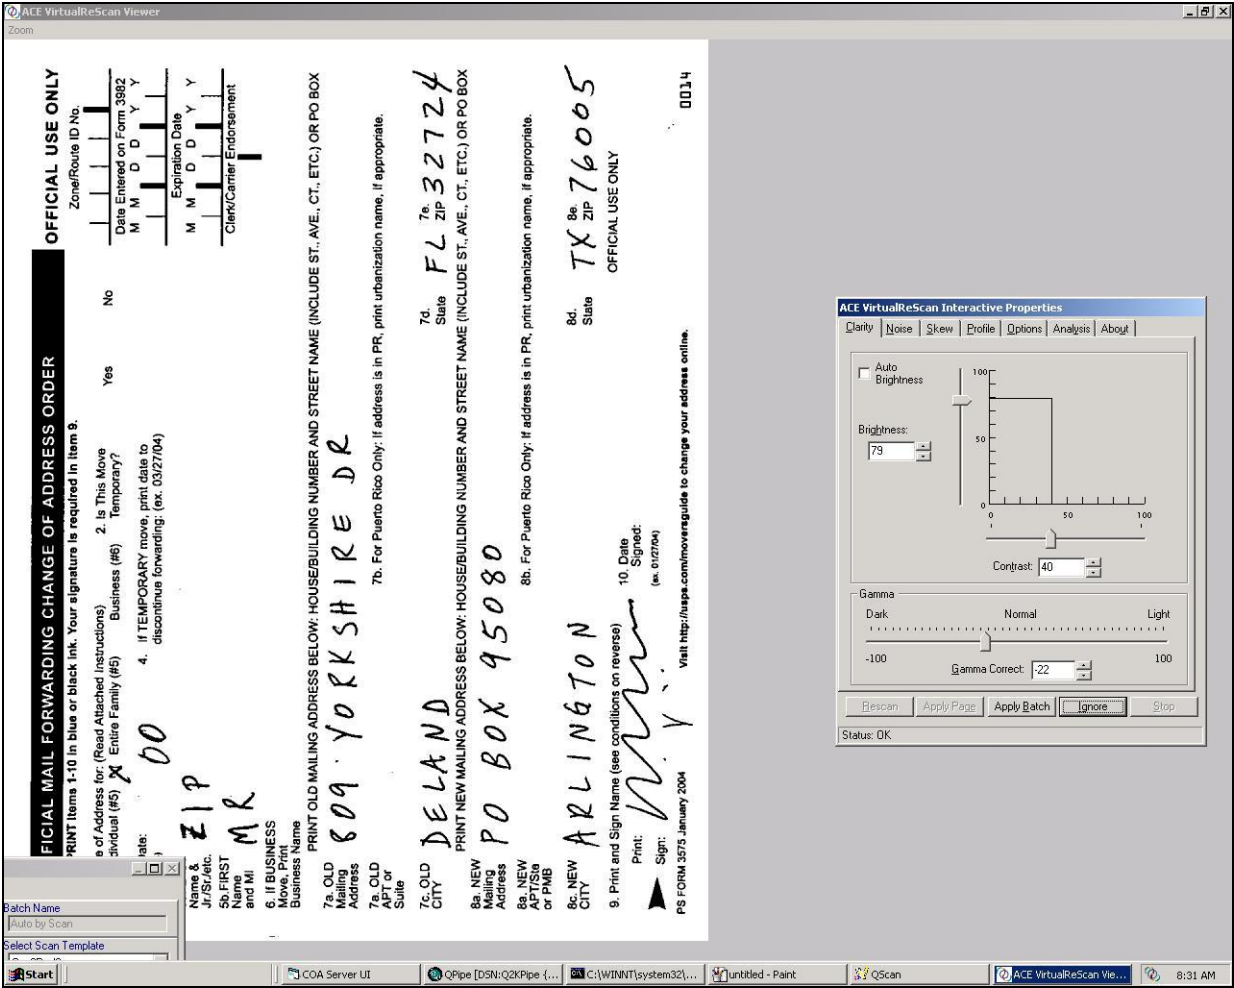 ACE VirtualReScan Viewer
Zoom
FICIAL MAIL FORWARDING CHANGE OF ADDRESS ORDER
OFFICIAL USE ONLY
PRINT Items 1-10 in blue or black ink. Your signature is required in item 9.
Zone/Route ID No.
e of Address for: (Read Attached Instructions)
dividual (#5) X Entire Family (#5) Business (#6)
2. Is This Move Temporary? Yes No
Date Entered on Form 3982
M M D D Y Y
4. If TEMPORARY move, print date to
discontinue forwarding: (ex. 03/27/04)
Expiration Date
M M D D Y Y
Clerk/Carrier Endorsement
Name &
Jr./Sr./etc.
ZIP
5b.FIRST
Name
and MI
MR
6. If BUSINESS
Move, Print
Business Name
PRINT OLD MAILING ADDRESS BELOW: HOUSE/BUILDING NUMBER AND STREET NAME (INCLUDE ST., AVE., CT., ETC.) OR PO BOX
7a. OLD
Mailing
Address
809 YORKSHIRE DR
7a. OLD
APT or
Suite
7b. For Puerto Rico Only: If address is in PR, print urbanization name, if appropriate.
7c. OLD
CITY
DELAND
7d.
State
FL
7e.
ZIP
32724
PRINT NEW MAILING ADDRESS BELOW: HOUSE/BUILDING NUMBER AND STREET NAME (INCLUDE ST., AVE., CT., ETC.) OR PO BOX
8a. NEW
Mailing
Address
PO BOX 95080
8a. NEW
APT/Ste
or PMB
8b. For Puerto Rico Only: If address is in PR, print urbanization name, if appropriate.
8c. NEW
CITY
ARLINGTON
8d.
State
TX
8e.
ZIP
76005
9. Print and Sign Name (see conditions on reverse)
Print:
Sign:
10. Date
Signed:
(ex. 01/27/04)
OFFICIAL USE ONLY
PS FORM 3575 January 2004
Visit http://usps.com/moversguide to change your address online.
0014
ACE VirtualReScan Interactive Properties
Clarity Noise Skew Profile Options Analysis About
Auto
Brightness
Brightness:
79
100
50
0
0 50 100
Contrast: 40
Gamma
Dark Normal Light
-100 100
Gamma Correct: -22
Rescan Apply Page Apply Batch Ignore Stop
Status: OK
Batch Name
Auto by Scan
Select Scan Template
Start COA Server UI QPipe [DSN:Q2KPipe {... C:\WINNT\system32\... untitled - Paint QScan ACE VirtualReScan Vie... 8:31 AM